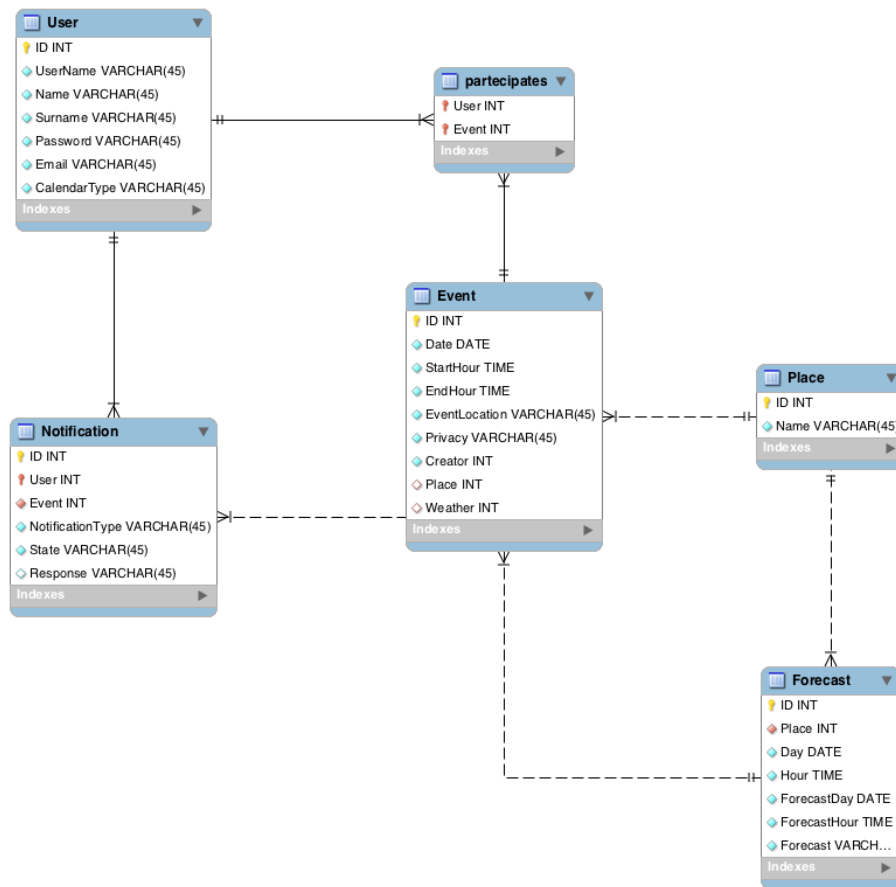 User
ID INT
UserName VARCHAR(45)
Name VARCHAR(45)
Surname VARCHAR(45)
Password VARCHAR(45)
Email VARCHAR(45)
CalendarType VARCHAR(45)
Indexes
partecipates
User INT
Event INT
Indexes
Event
ID INT
Date DATE
StartHour TIME
EndHour TIME
EventLocation VARCHAR(45)
Privacy VARCHAR(45)
Creator INT
Place INT
Weather INT
Indexes
Place
ID INT
Name VARCHAR(45)
Indexes
Notification
ID INT
User INT
Event INT
NotificationType VARCHAR(45)
State VARCHAR(45)
Response VARCHAR(45)
Indexes
Forecast
ID INT
Place INT
Day DATE
Hour TIME
ForecastDay DATE
ForecastHour TIME
Forecast VARCH...
Indexes